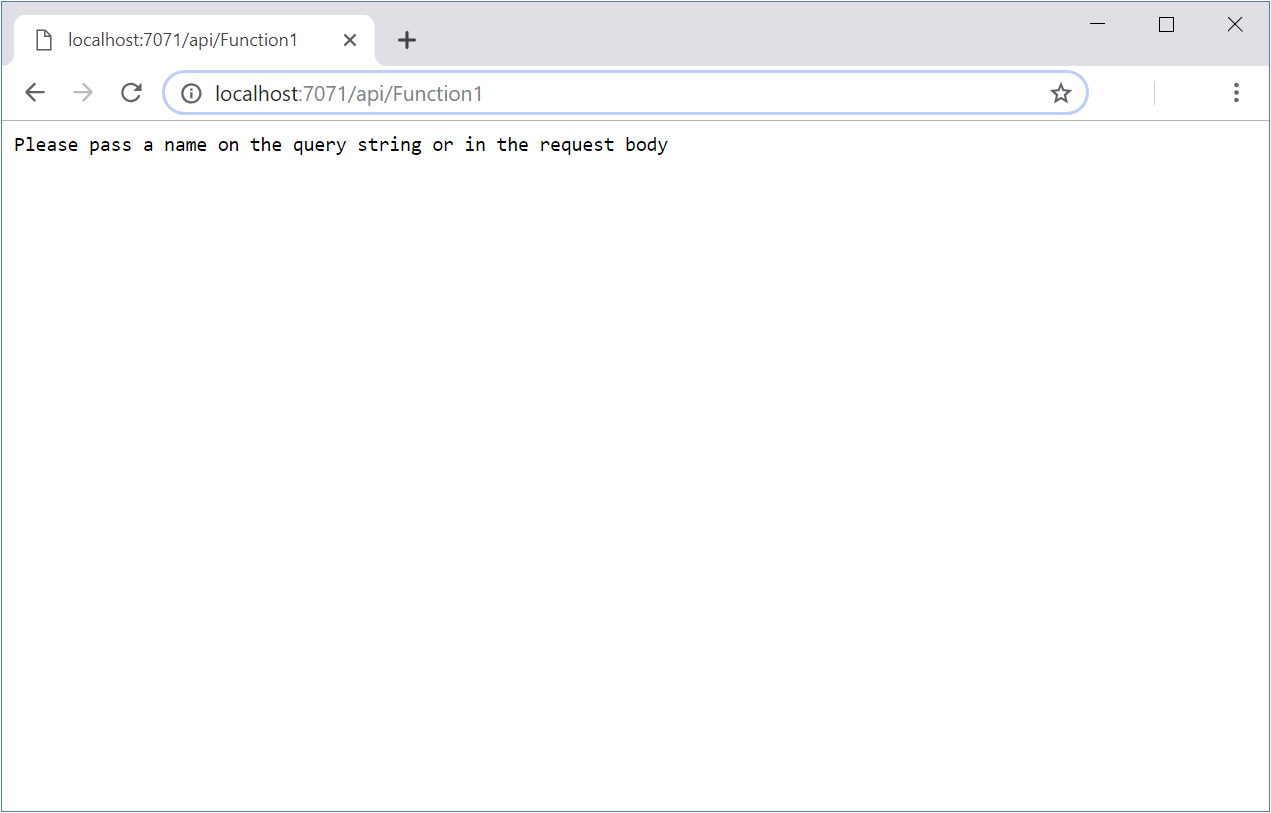 localhost:7071/api/Function1
localhost:7071/api/Function1
Please pass a name on the query string or in the request body